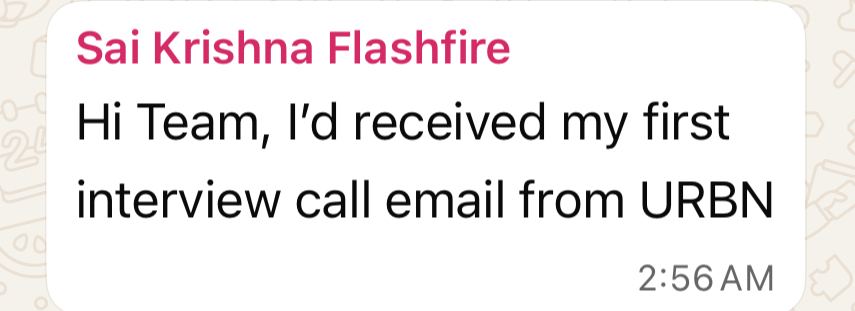 Sai Krishna Flashfire
Hi Team, I’d received my first
interview call email from URBN
2:56 AM